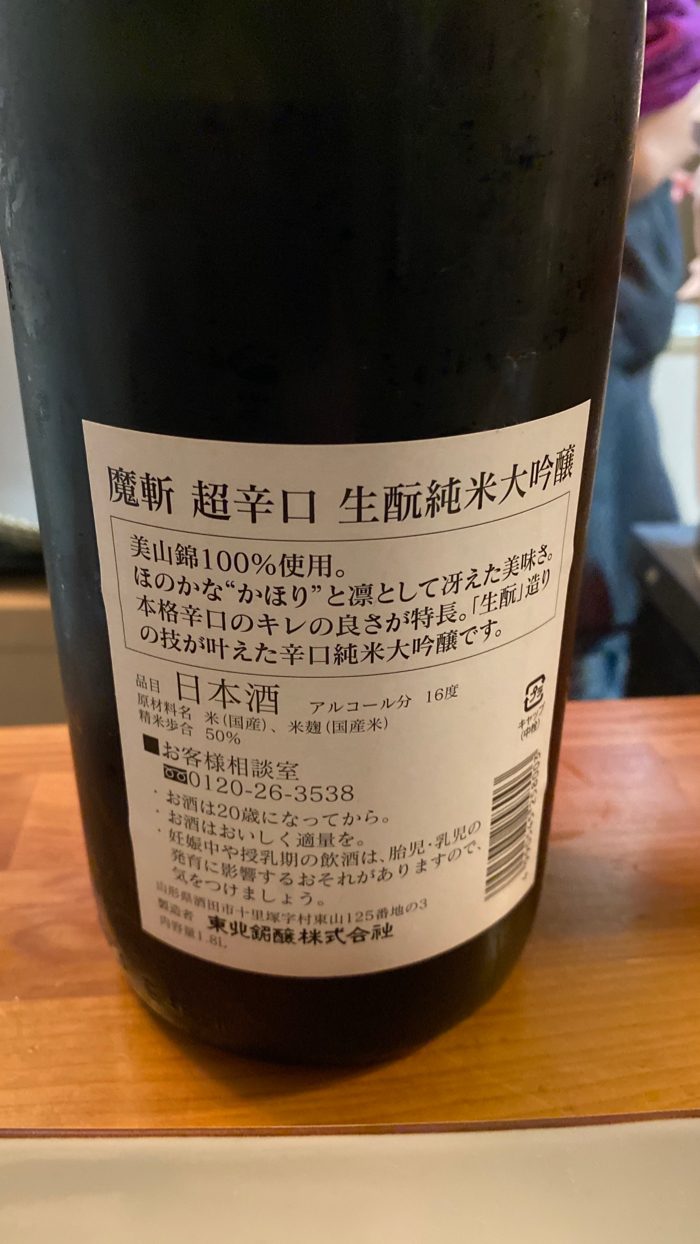 魔斬 超辛口 生酛純米大吟醸
美山錦100%使用。
ほのかな“かほり”と凛として冴えた美味さ。
本格辛口のキレの良さが特長。「生酛」造り
の技が叶えた辛口純米大吟醸です。
品目 日本酒 アルコール分 16度
原材料名 米(国産)、米麹(国産米)
精米歩合 50%
■お客様相談室
0120-26-3538
・お酒は20歳になってから。
・お酒はおいしく適量を。
・妊娠中や授乳期の飲酒は、胎児・乳児の
発育に影響するおそれがありますので、
気をつけましょう。
山形県酒田市十里塚字村東山125番地の3
製造者 東北銘醸株式会社
内容量1.8L
キャップ
(中栓)